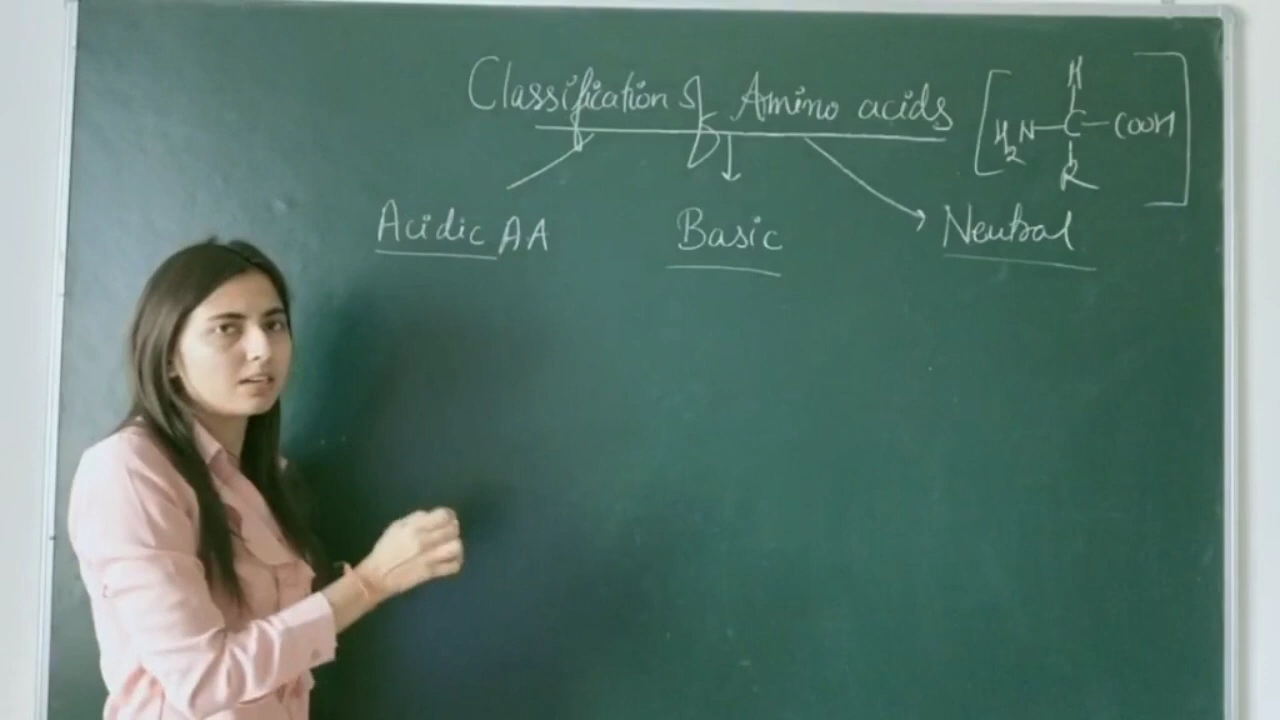 Classification of Amino acids
H
H2N-C-COOH
R
Acidic AA Basic Neutral